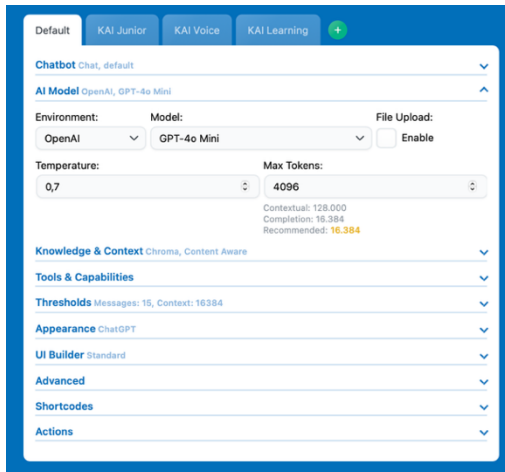 Default KAI Junior KAI Voice KAI Learning +
Chatbot Chat, default
AI Model OpenAI, GPT-4o Mini
Environment: Model: File Upload:
OpenAI GPT-4o Mini Enable
Temperature: Max Tokens:
0,7 4096
Contextual: 128.000
Completion: 16.384
Recommended: 16.384
Knowledge & Context Chroma, Content Aware
Tools & Capabilities
Thresholds Messages: 15, Context: 16384
Appearance ChatGPT
UI Builder Standard
Advanced
Shortcodes
Actions